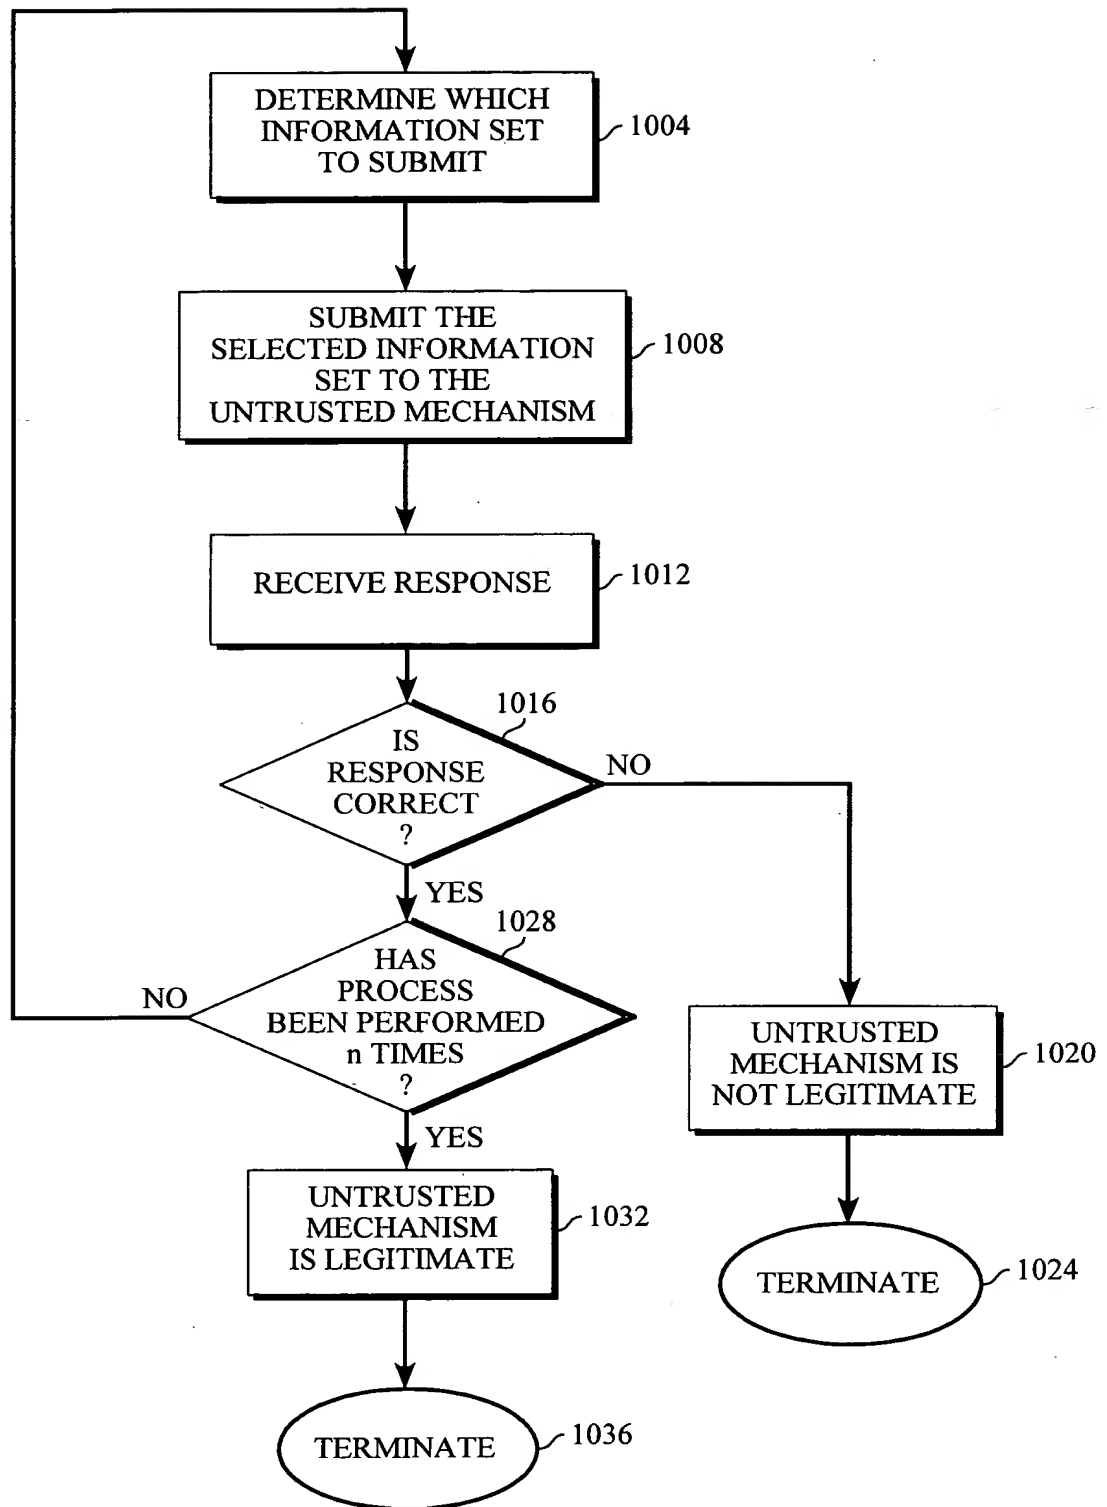 DETERMINE WHICH
INFORMATION SET
TO SUBMIT
1004
SUBMIT THE
SELECTED INFORMATION
SET TO THE
UNTRUSTED MECHANISM
1008
RECEIVE RESPONSE
1012
1016
IS
RESPONSE
CORRECT
?
NO
YES
1028
HAS
PROCESS
BEEN PERFORMED
n TIMES
?
NO
YES
UNTRUSTED
MECHANISM IS
NOT LEGITIMATE
1020
UNTRUSTED
MECHANISM
IS LEGITIMATE
1032
TERMINATE
1024
TERMINATE
1036